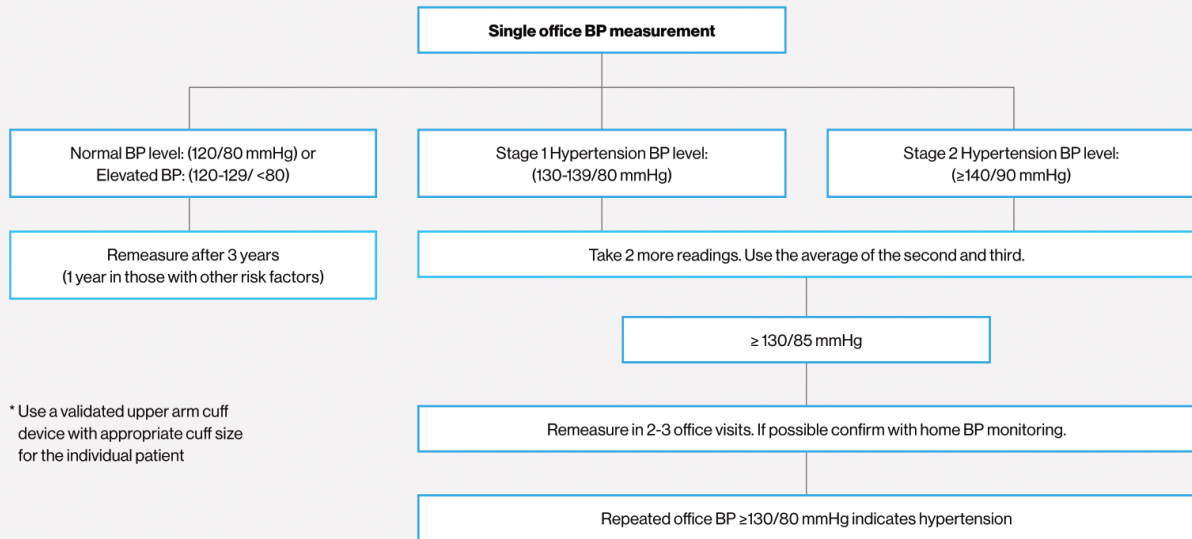 Single office BP measurement
Normal BP level: (120/80 mmHg) or
Elevated BP: (120-129/ <80)
Stage 1 Hypertension BP level:
(130-139/80 mmHg)
Stage 2 Hypertension BP level:
(≥140/90 mmHg)
Remeasure after 3 years
(1 year in those with other risk factors)
Take 2 more readings. Use the average of the second and third.
≥ 130/85 mmHg
* Use a validated upper arm cuff
device with appropriate cuff size
for the individual patient
Remeasure in 2-3 office visits. If possible confirm with home BP monitoring.
Repeated office BP ≥130/80 mmHg indicates hypertension